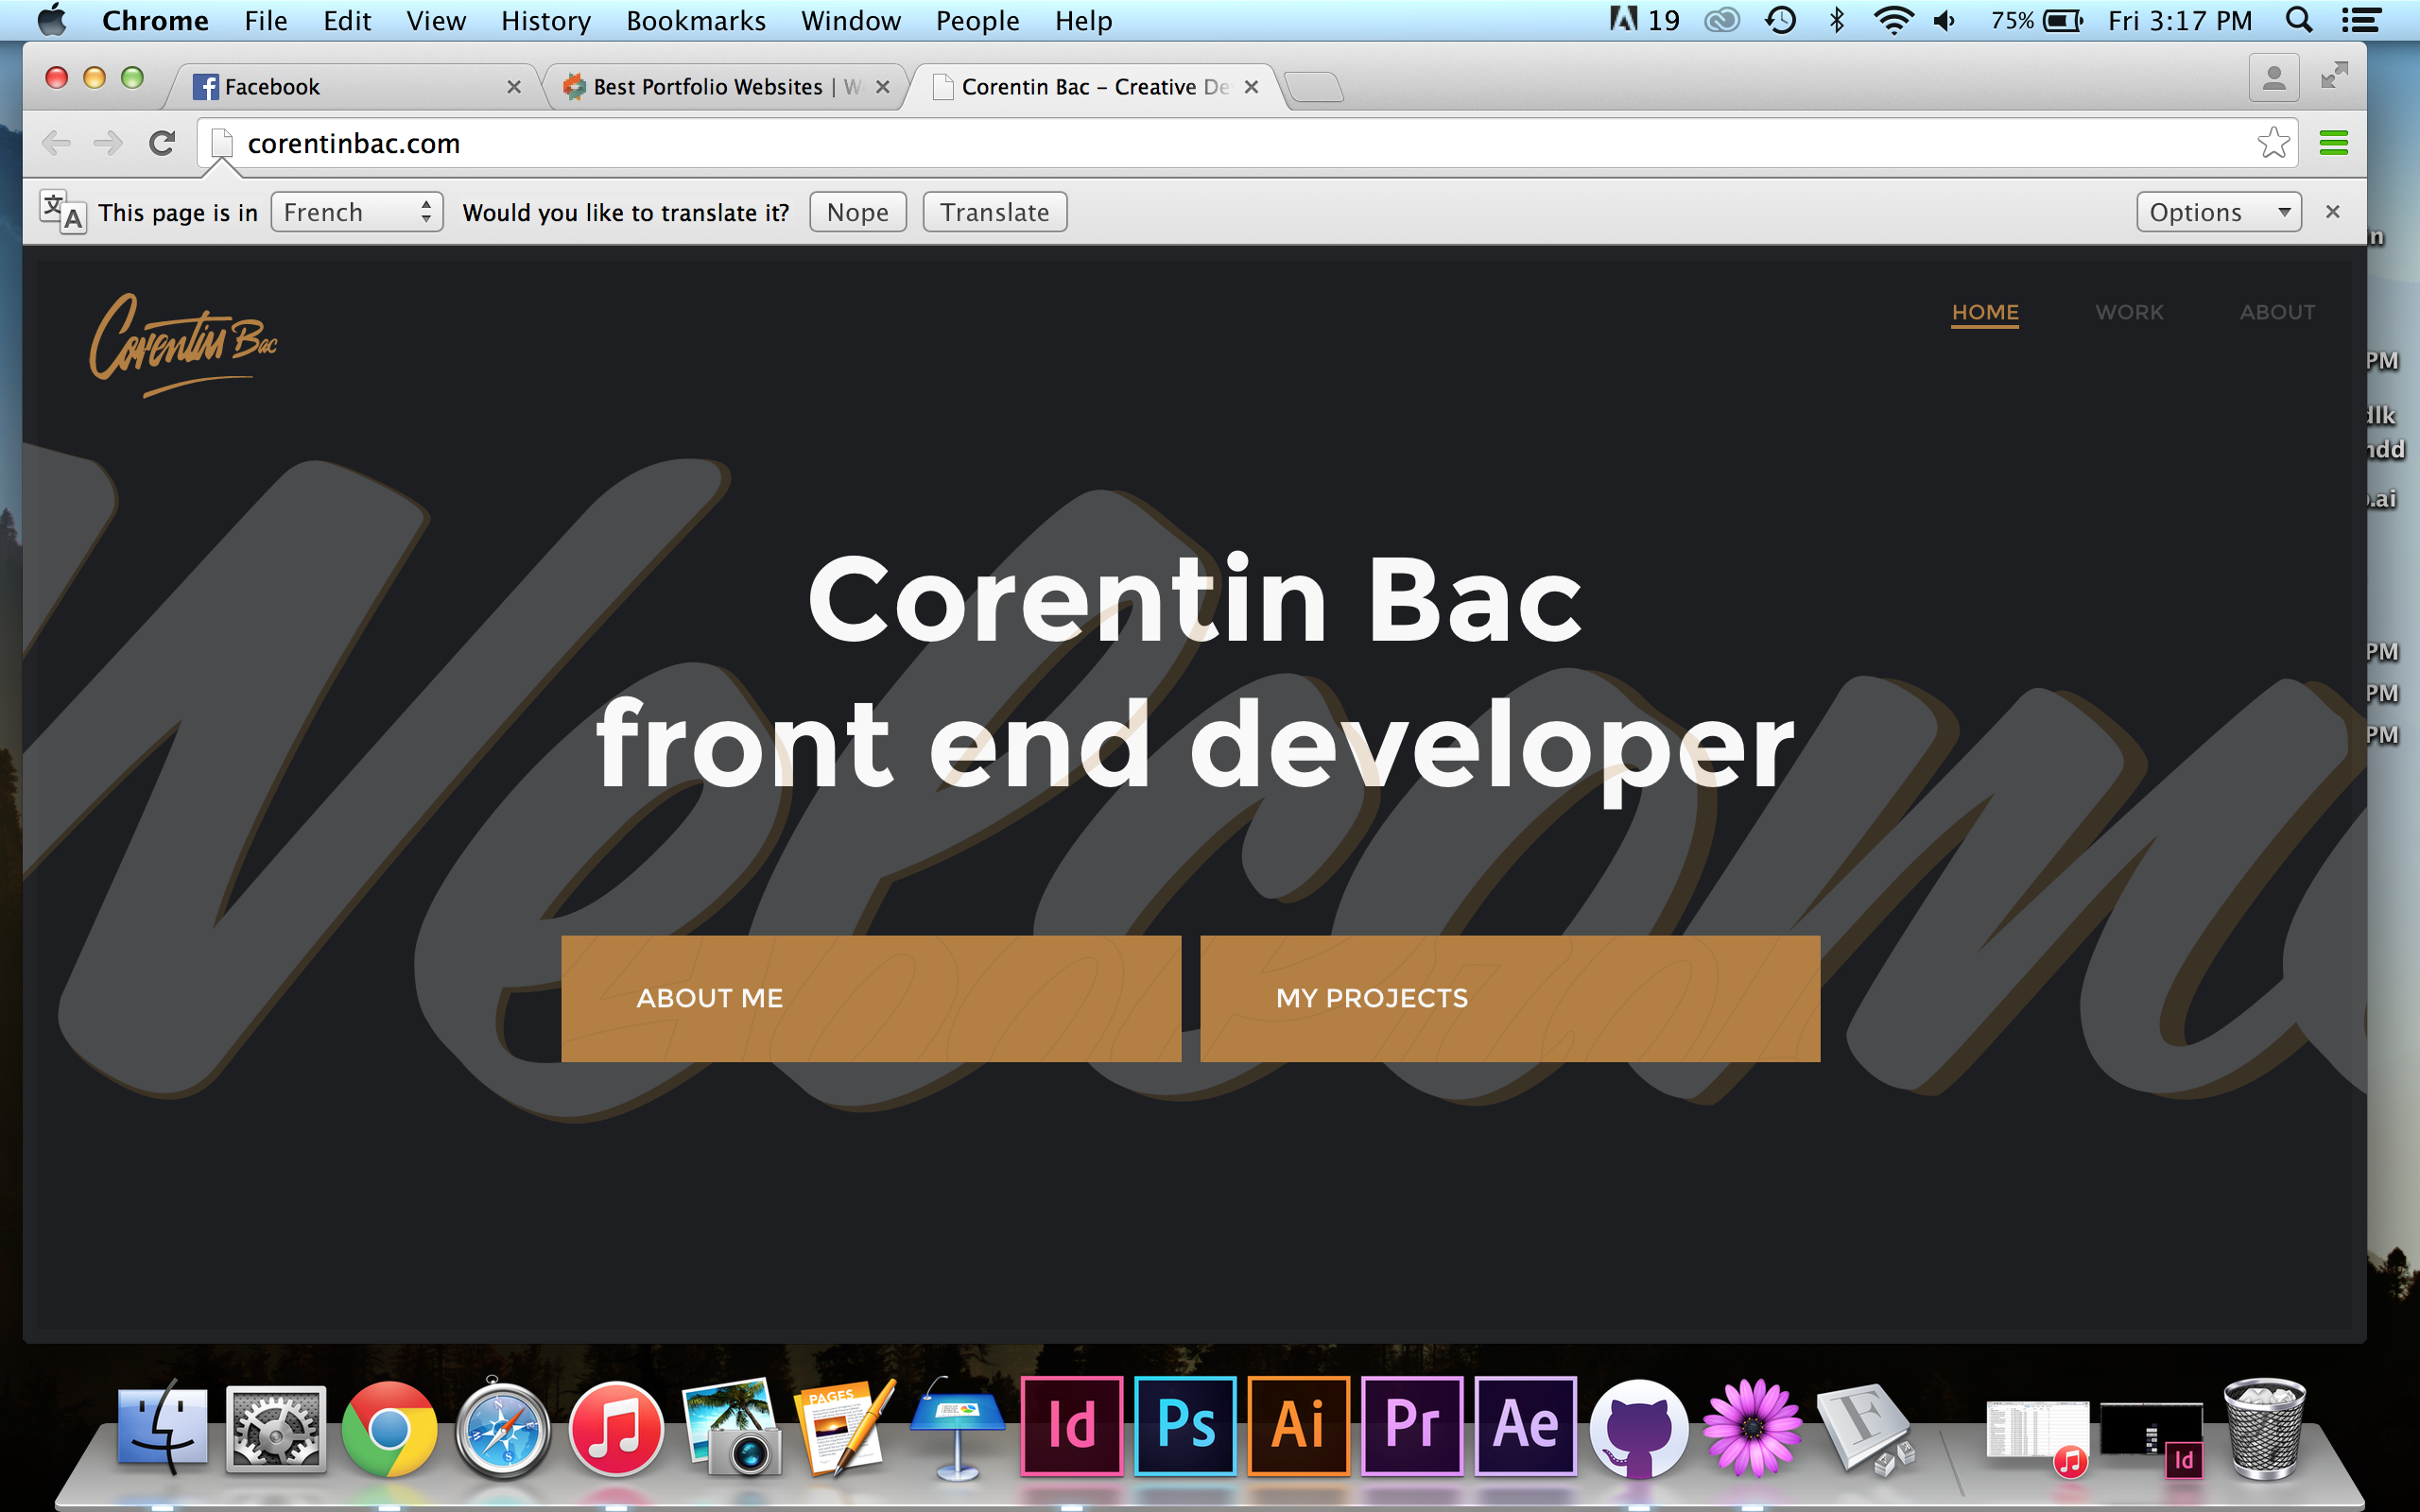 Chrome File Edit View History Bookmarks Window People Help 19 75% Fri 3:17 PM
Facebook Best Portfolio Websites | W Corentin Bac – Creative De
corentinbac.com
文 A This page is in French Would you like to translate it? Nope Translate Options
Corentin Bac HOME WORK ABOUT
Welcome
Corentin Bac
front end developer
ABOUT ME MY PROJECTS
n
PM
dlk
ndd
.ai
PM
PM
PM
PAGES Id Ps Ai Pr Ae F Id